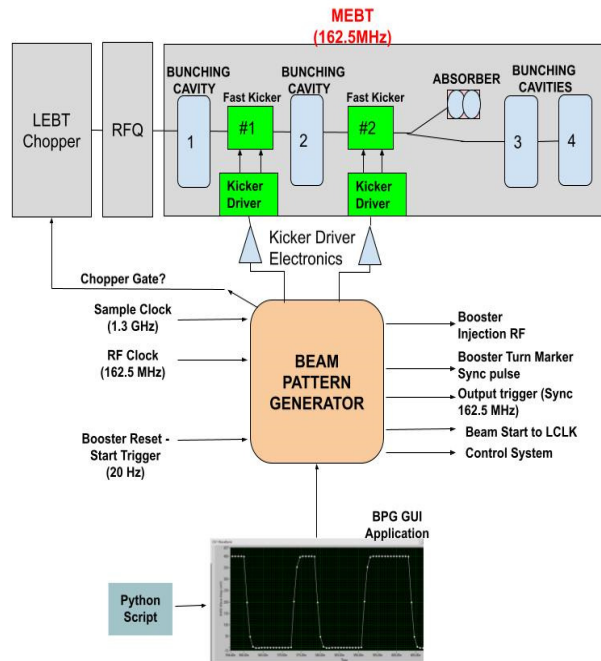 MEBT
(162.5MHz)
BUNCHING
CAVITY
BUNCHING
CAVITY
BUNCHING
CAVITIES
ABSORBER
Fast Kicker
Fast Kicker
LEBT
Chopper
RFQ
1
#1
2
#2
3
4
Kicker
Driver
Kicker
Driver
Kicker Driver
Electronics
Chopper Gate?
Sample Clock
(1.3 GHz)
RF Clock
(162.5 MHz)
Booster Reset -
Start Trigger
(20 Hz)
BEAM
PATTERN
GENERATOR
Booster
Injection RF
Booster Turn Marker
Sync pulse
Output trigger (Sync
162.5 MHz)
Beam Start to LCLK
Control System
BPG GUI
Application
Python
Script